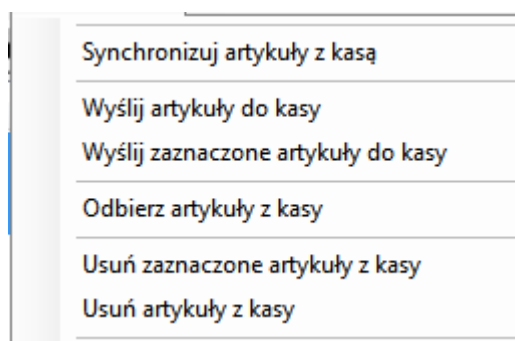 Synchronizuj artykuły z kasą
Wyślij artykuły do kasy
Wyślij zaznaczone artykuły do kasy
Odbierz artykuły z kasy
Usuń zaznaczone artykuły z kasy
Usuń artykuły z kasy